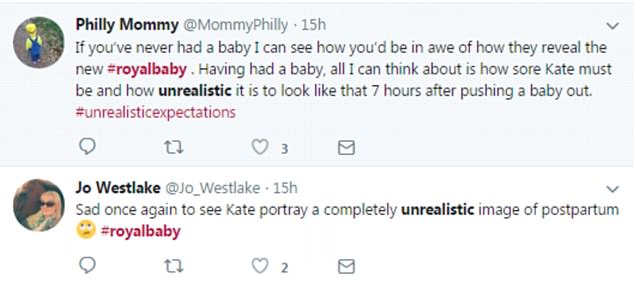 Philly Mommy @MommyPhilly · 15h
If you've never had a baby I can see how you'd be in awe of how they reveal the
new #royalbaby . Having had a baby, all I can think about is how sore Kate must
be and how unrealistic it is to look like that 7 hours after pushing a baby out.
#unrealisticexpectations
3
Jo Westlake @Jo_Westlake · 15h
Sad once again to see Kate portray a completely unrealistic image of postpartum
🙄 #royalbaby
2